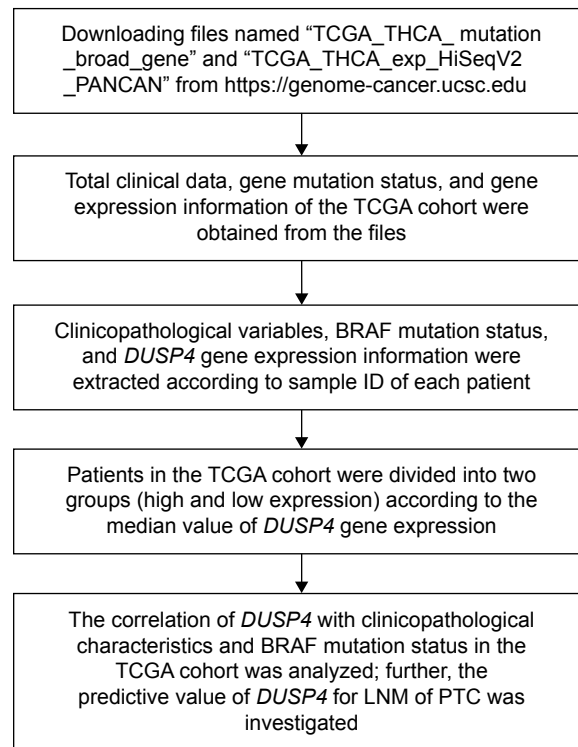 Downloading files named “TCGA_THCA_ mutation
_broad_gene” and “TCGA_THCA_exp_HiSeqV2
_PANCAN” from https://genome-cancer.ucsc.edu
Total clinical data, gene mutation status, and gene
expression information of the TCGA cohort were
obtained from the files
Clinicopathological variables, BRAF mutation status,
and DUSP4 gene expression information were
extracted according to sample ID of each patient
Patients in the TCGA cohort were divided into two
groups (high and low expression) according to the
median value of DUSP4 gene expression
The correlation of DUSP4 with clinicopathological
characteristics and BRAF mutation status in the
TCGA cohort was analyzed; further, the
predictive value of DUSP4 for LNM of PTC was
investigated